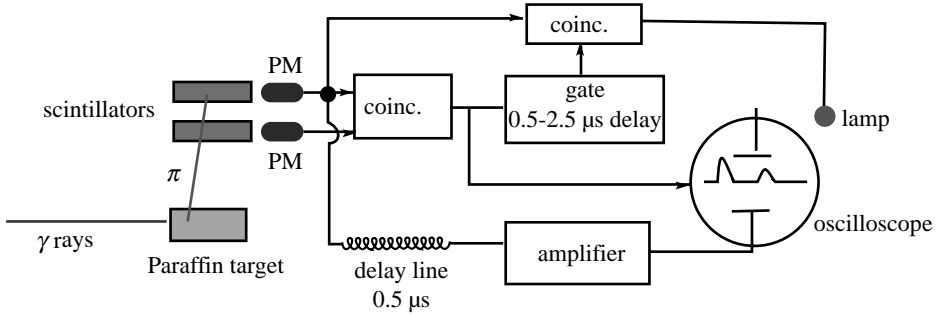 coinc.
PM
scintillators
coinc.
gate
0.5-2.5 μs delay
lamp
PM
π
γ rays
oscilloscope
amplifier
Paraffin target
delay line
0.5 μs